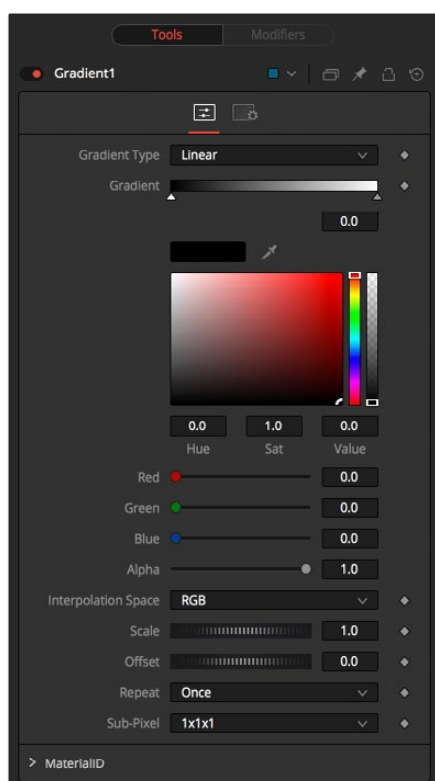 Tools Modifiers
Gradient1
Gradient Type Linear
Gradient
0.0
0.0 1.0 0.0
Hue Sat Value
Red 0.0
Green 0.0
Blue 0.0
Alpha 1.0
Interpolation Space RGB
Scale 1.0
Offset 0.0
Repeat Once
Sub-Pixel 1x1x1
> MaterialID